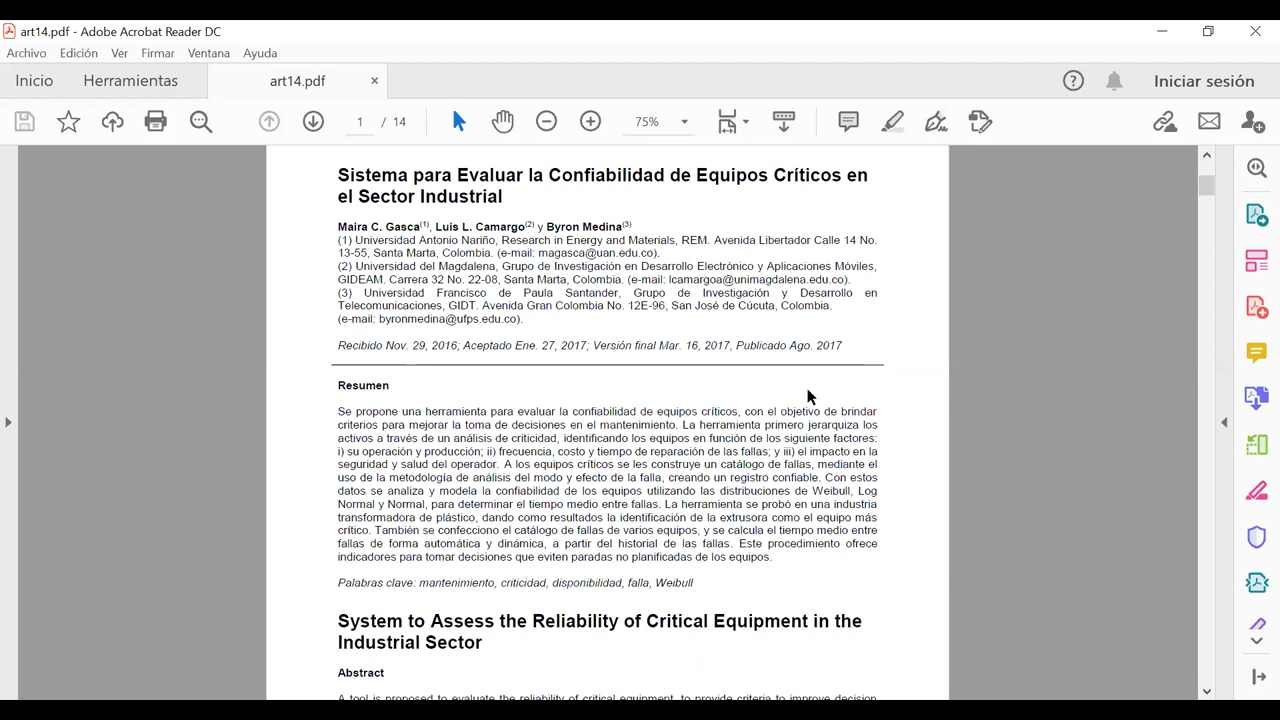 art14.pdf - Adobe Acrobat Reader DC
Archivo Edición Ver Firmar Ventana Ayuda
Inicio Herramientas art14.pdf × Iniciar sesión
1 / 14 75%
Sistema para Evaluar la Confiabilidad de Equipos Críticos en
el Sector Industrial
Maira C. Gasca(1), Luis L. Camargo(2) y Byron Medina(3)
(1) Universidad Antonio Nariño, Research in Energy and Materials, REM. Avenida Libertador Calle 14 No.
13-55, Santa Marta, Colombia. (e-mail: magasca@uan.edu.co).
(2) Universidad del Magdalena, Grupo de Investigación en Desarrollo Electrónico y Aplicaciones Móviles,
GIDEAM. Carrera 32 No. 22-08, Santa Marta, Colombia. (e-mail: lcamargoa@unimagdalena.edu.co).
(3) Universidad Francisco de Paula Santander, Grupo de Investigación y Desarrollo en
Telecomunicaciones, GIDT. Avenida Gran Colombia No. 12E-96, San José de Cúcuta, Colombia.
(e-mail: byronmedina@ufps.edu.co).
Recibido Nov. 29, 2016; Aceptado Ene. 27, 2017; Versión final Mar. 16, 2017, Publicado Ago. 2017
Resumen
Se propone una herramienta para evaluar la confiabilidad de equipos críticos, con el objetivo de brindar
criterios para mejorar la toma de decisiones en el mantenimiento. La herramienta primero jerarquiza los
activos a través de un análisis de criticidad, identificando los equipos en función de los siguiente factores:
i) su operación y producción; ii) frecuencia, costo y tiempo de reparación de las fallas; y iii) el impacto en la
seguridad y salud del operador. A los equipos críticos se les construye un catálogo de fallas, mediante el
uso de la metodología de análisis del modo y efecto de la falla, creando un registro confiable. Con estos
datos se analiza y modela la confiabilidad de los equipos utilizando las distribuciones de Weibull, Log
Normal y Normal, para determinar el tiempo medio entre fallas. La herramienta se probó en una industria
transformadora de plástico, dando como resultados la identificación de la extrusora como el equipo más
crítico. También se confecciono el catálogo de fallas de varios equipos, y se calcula el tiempo medio entre
fallas de forma automática y dinámica, a partir del historial de las fallas. Este procedimiento ofrece
indicadores para tomar decisiones que eviten paradas no planificadas de los equipos.
Palabras clave: mantenimiento, criticidad, disponibilidad, falla, Weibull
System to Assess the Reliability of Critical Equipment in the
Industrial Sector
Abstract
A tool is proposed to evaluate the reliability of critical equipment, to provide criteria to improve decision